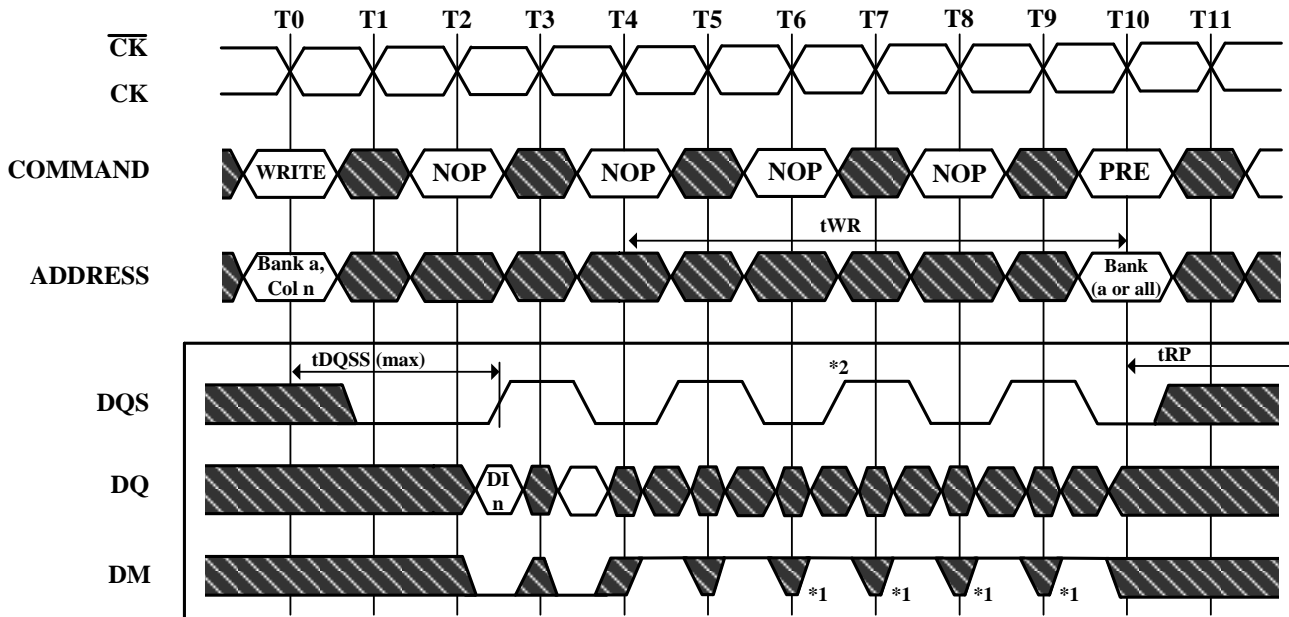 T0 T1 T2 T3 T4 T5 T6 T7 T8 T9 T10 T11
CK
CK
COMMAND
WRITE NOP NOP NOP NOP PRE
tWR
ADDRESS
Bank a,
Col n
Bank
(a or all)
tDQSS (max)
*2
tRP
DQS
DQ
DI
n
DM
*1 *1 *1 *1